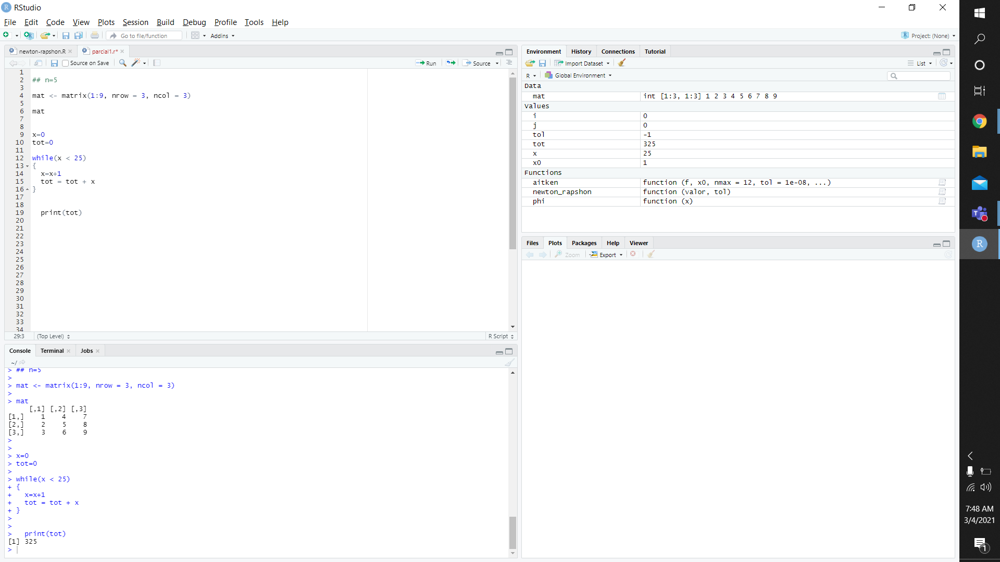 RStudio
File Edit Code View Plots Session Build Debug Profile Tools Help
Go to file/function Addins Project: (None)
newton-rapshon.R parcial1.r*
Source on Save Run Source
1
2 ## n=5
3
4 mat <- matrix(1:9, nrow = 3, ncol = 3)
5
6 mat
7
8
9 x=0
10 tot=0
11
12 while(x < 25)
13 {
14 x=x+1
15 tot = tot + x
16 }
17
18
19 print(tot)
20
21
22
23
24
25
26
27
28
29
30
31
32
33
34
29:3 (Top Level) R Script
Console Terminal Jobs
~/
> ## n=5
>
> mat <- matrix(1:9, nrow = 3, ncol = 3)
>
> mat
[,1] [,2] [,3]
[1,] 1 4 7
[2,] 2 5 8
[3,] 3 6 9
>
>
> x=0
> tot=0
>
> while(x < 25)
+ {
+ x=x+1
+ tot = tot + x
+ }
>
>
> print(tot)
[1] 325
>
Environment History Connections Tutorial
Import Dataset List
R Global Environment
Data
mat int [1:3, 1:3] 1 2 3 4 5 6 7 8 9
Values
i 0
j 0
tol -1
tot 325
x 25
x0 1
Functions
aitken function (f, x0, nmax = 12, tol = 1e-08, ...)
newton_rapshon function (valor, tol)
phi function (x)
Files Plots Packages Help Viewer
Zoom Export
7:48 AM
3/4/2021
1